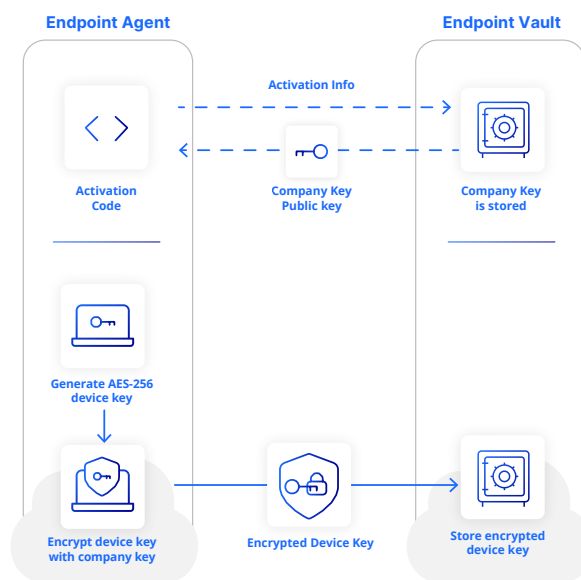 Endpoint Agent
Endpoint Vault
Activation Info
Activation
Code
Company Key
Public key
Company Key
is stored
Generate AES-256
device key
Encrypt device key
with company key
Encrypted Device Key
Store encrypted
device key